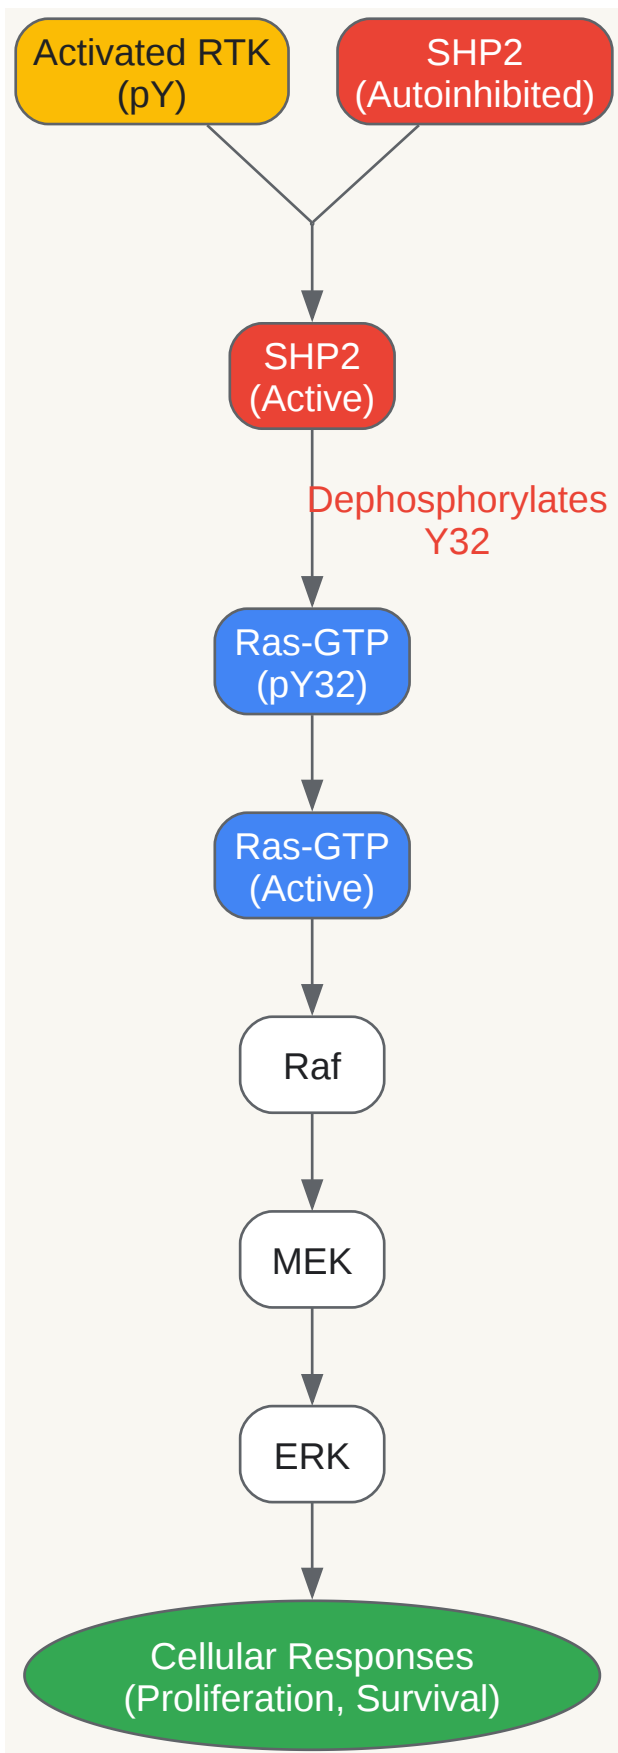 Activated RTK
(pY)
SHP2
(Autoinhibited)
SHP2
(Active)
Dephosphorylates
Y32
Ras-GTP
(pY32)
Ras-GTP
(Active)
Raf
MEK
ERK
Cellular Responses
(Proliferation, Survival)